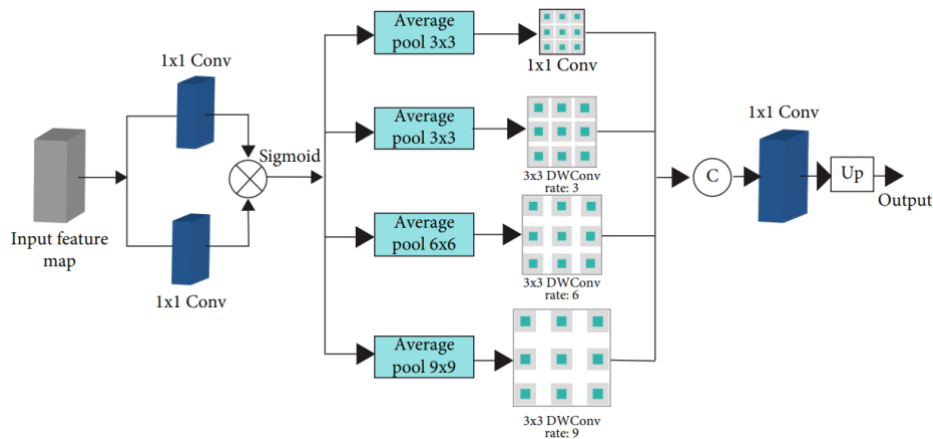 Input feature
map
1x1 Conv
1x1 Conv
Sigmoid
Average
pool 3x3
1x1 Conv
Average
pool 3x3
3x3 DWConv
rate: 3
Average
pool 6x6
3x3 DWConv
rate: 6
Average
pool 9x9
3x3 DWConv
rate: 9
C
1x1 Conv
Up
Output